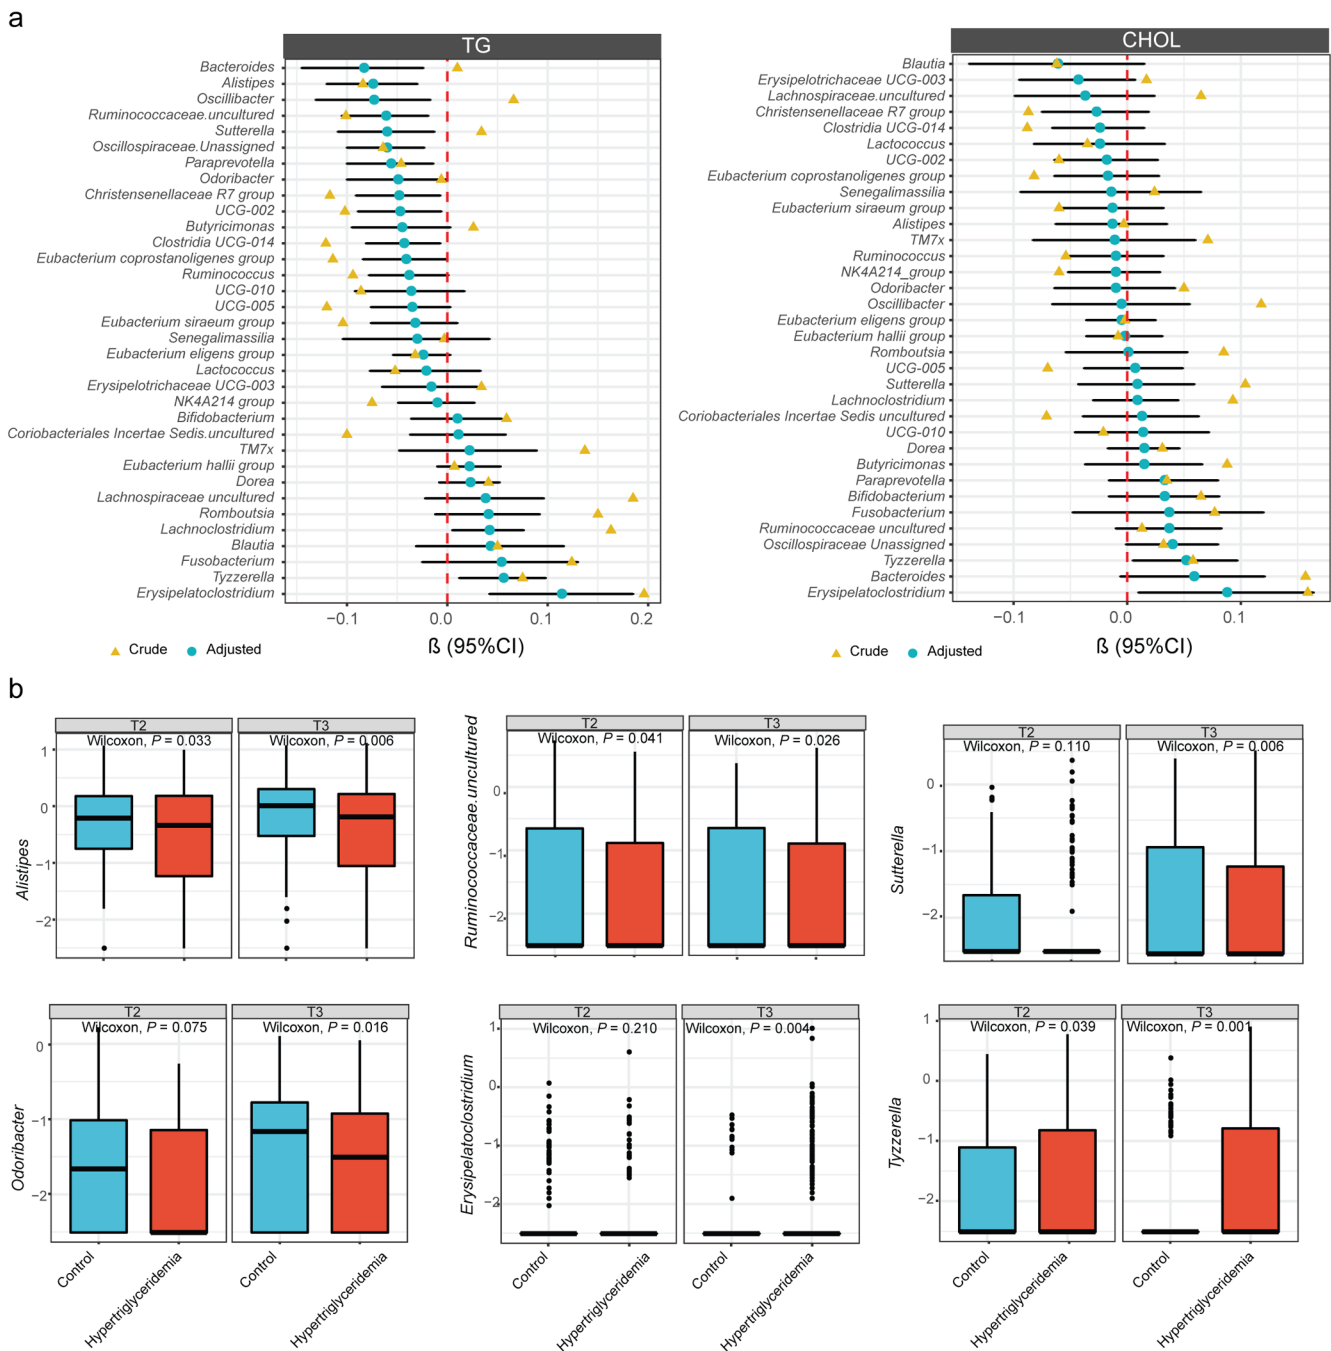 a
TG
Bacteroides
Alistipes
Oscillibacter
Ruminococcaceae.uncultured
Sutterella
Oscillospiraceae.Unassigned
Paraprevotella
Odoribacter
Christensenellaceae R7 group
UCG-002
Butyricimonas
Clostridia UCG-014
Eubacterium coprostanoligenes group
Ruminococcus
UCG-010
UCG-005
Eubacterium siraeum group
Senegalimassilia
Eubacterium eligens group
Lactococcus
Erysipelotrichaceae UCG-003
NK4A214 group
Bifidobacterium
Coriobacteriales Incertae Sedis.uncultured
TM7x
Eubacterium hallii group
Dorea
Lachnospiraceae uncultured
Romboutsia
Lachnoclostridium
Blautia
Fusobacterium
Tyzzerella
Erysipelatoclostridium
−0.1 0.0 0.1 0.2
ß (95%CI)
Crude Adjusted
CHOL
Blautia
Erysipelotrichaceae UCG-003
Lachnospiraceae.uncultured
Christensenellaceae R7 group
Clostridia UCG-014
Lactococcus
UCG-002
Eubacterium coprostanoligenes group
Senegalimassilia
Eubacterium siraeum group
Alistipes
TM7x
Ruminococcus
NK4A214_group
Odoribacter
Oscillibacter
Eubacterium eligens group
Eubacterium hallii group
Romboutsia
UCG-005
Sutterella
Lachnoclostridium
Coriobacteriales Incertae Sedis uncultured
UCG-010
Dorea
Butyricimonas
Paraprevotella
Bifidobacterium
Fusobacterium
Ruminococcaceae uncultured
Oscillospiraceae Unassigned
Tyzzerella
Bacteroides
Erysipelatoclostridium
−0.1 0.0 0.1
ß (95%CI)
Crude Adjusted
b
T2 T3
Wilcoxon, P = 0.033 Wilcoxon, P = 0.006
1
0
−1
−2
Alistipes
T2 T3
Wilcoxon, P = 0.041 Wilcoxon, P = 0.026
0
−1
−2
Ruminococcaceae.uncultured
T2 T3
Wilcoxon, P = 0.110 Wilcoxon, P = 0.006
0
−1
−2
Sutterella
T2 T3
Wilcoxon, P = 0.075 Wilcoxon, P = 0.016
0
−1
−2
Odoribacter
Control Hypertriglyceridemia Control Hypertriglyceridemia
T2 T3
Wilcoxon, P = 0.210 Wilcoxon, P = 0.004
1
0
−1
−2
Erysipelatoclostridium
Control Hypertriglyceridemia Control Hypertriglyceridemia
T2 T3
Wilcoxon, P = 0.039 Wilcoxon, P = 0.001
1
0
−1
−2
Tyzzerella
Control Hypertriglyceridemia Control Hypertriglyceridemia